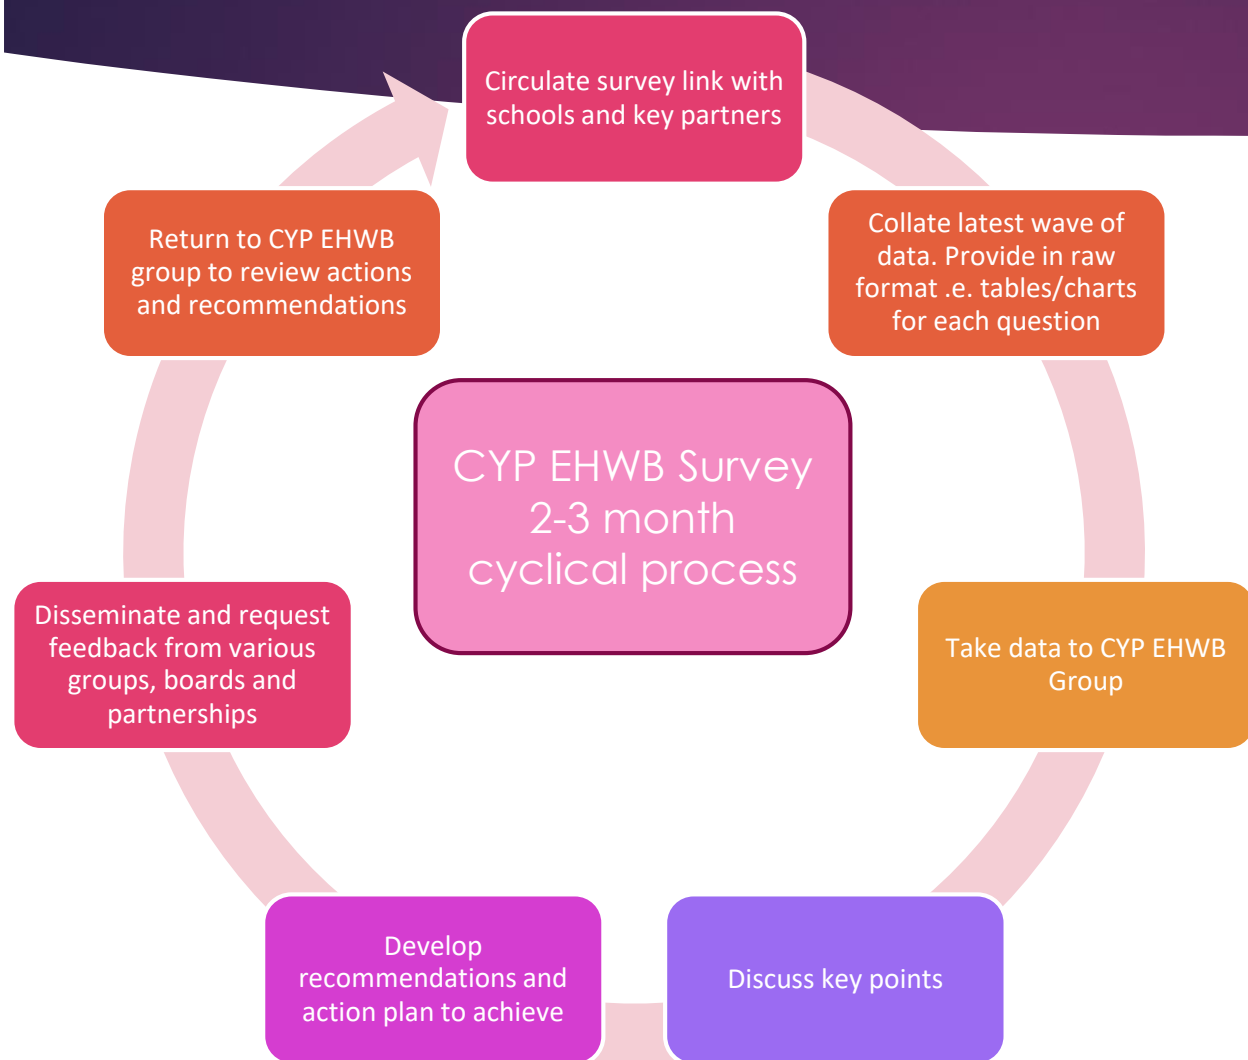 Circulate survey link with
schools and key partners
Collate latest wave of
data. Provide in raw
format .e. tables/charts
for each question
Take data to CYP EHWB
Group
Discuss key points
Develop
recommendations and
action plan to achieve
Disseminate and request
feedback from various
groups, boards and
partnerships
Return to CYP EHWB
group to review actions
and recommendations
CYP EHWB Survey
2-3 month
cyclical process